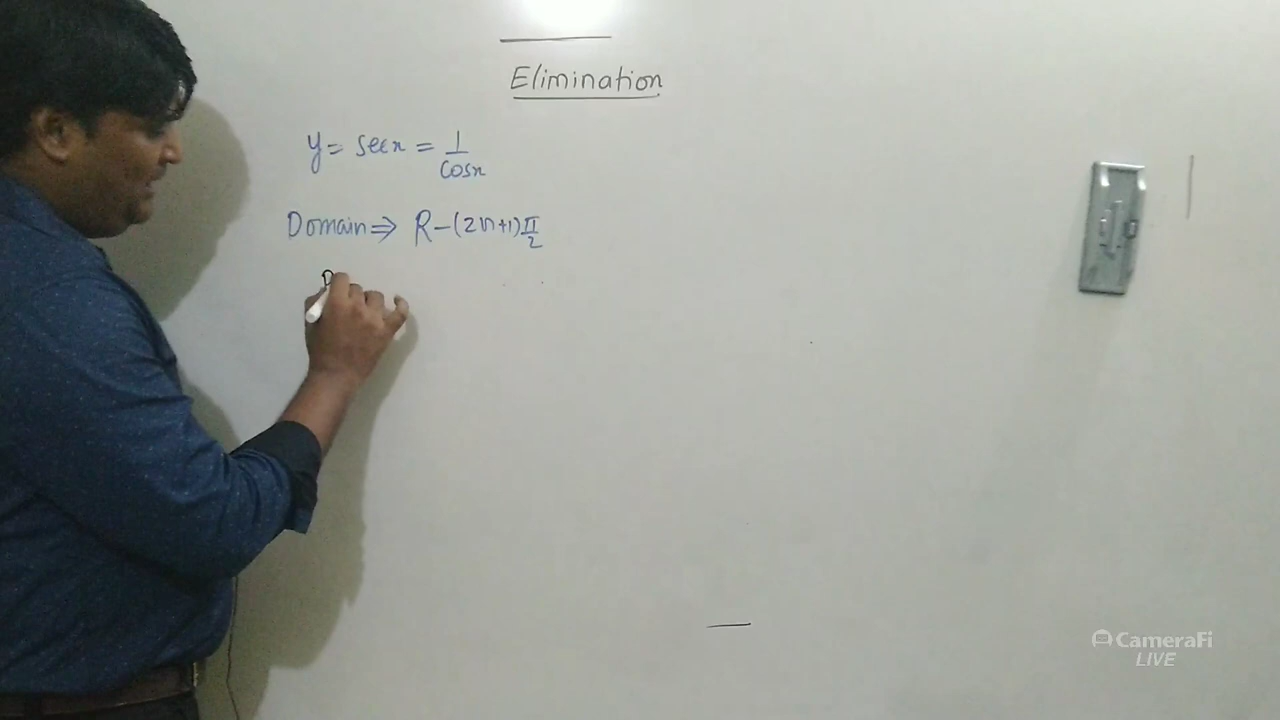 Elimination
y = secx = 1/cosx
Domain ⇒ R-(2n+1)π/2
CameraFi
LIVE